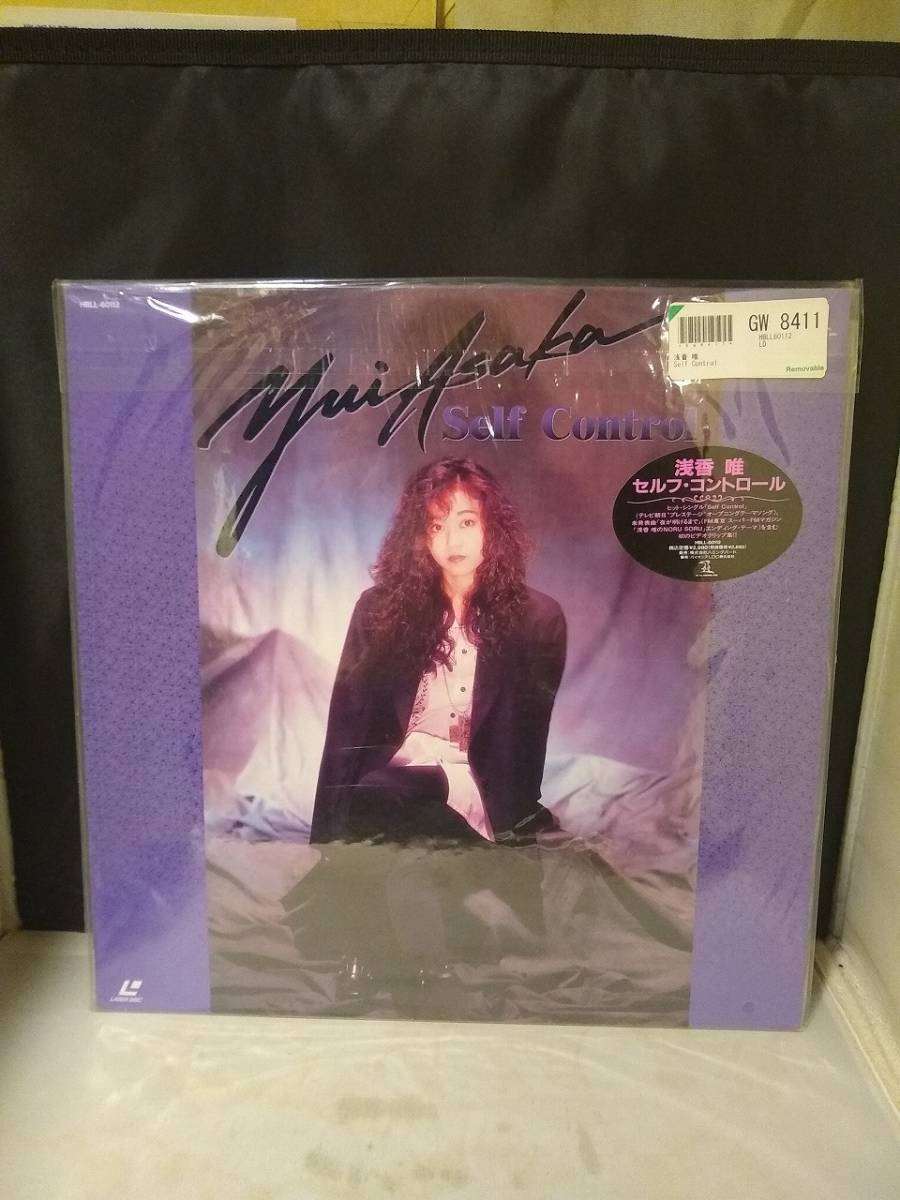 HBLL-60112
Yui Asaka
Self Control
GW 8411
HBLL60112
LD
浅香 唯
Self Control
Removable
浅香 唯
セルフ・コントロール
ヒット・シングル「Self Control」
(テレビ朝日"プレステージ"オープニングテーマソング)、
未発表曲「夜が明けるまで」(FM東京 スーパーFMマガジン
「浅香 唯のNORU SORU」エンディング・テーマ)を含む
初のビデオクリップ集!!
HBLL-60112
LASER DISC